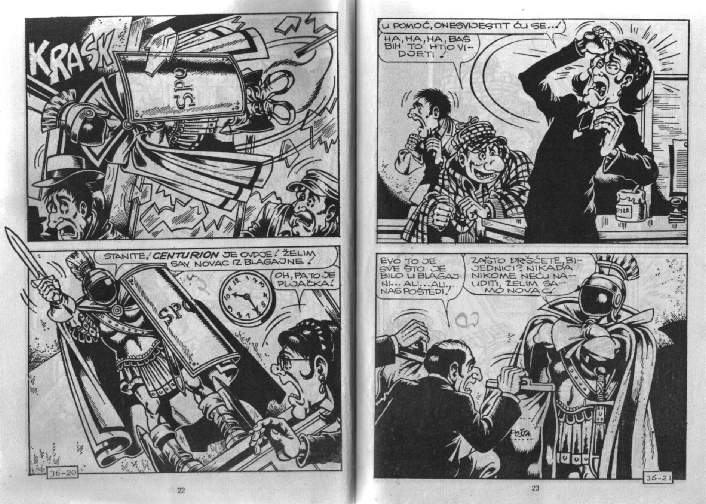 KRASK
SPQ
STANITE! CENTURION JE OVDJE! ŽELIM
SAV NOVAC IZ BLAGAJNE!
OH, PA TO JE
PLJAČKA!
SPQ
36-20
22
U POMOĆ, ONESVIJESTIT ĆU SE...!
HA, HA, HA, BAŠ
BIH TO HTIO VI-
DJETI!
EVO TO JE
SVE ŠTO JE
BILO U BLAGAJ-
NI... ALI... ALI,
NAS POŠTEDI!
ZAŠTO DRŠĆETE, BI-
JEDNICI? NIKADA
NIKOME NEĆU NA-
UDITI, ŽELIM SA-
MO NOVAC!
36-21
23